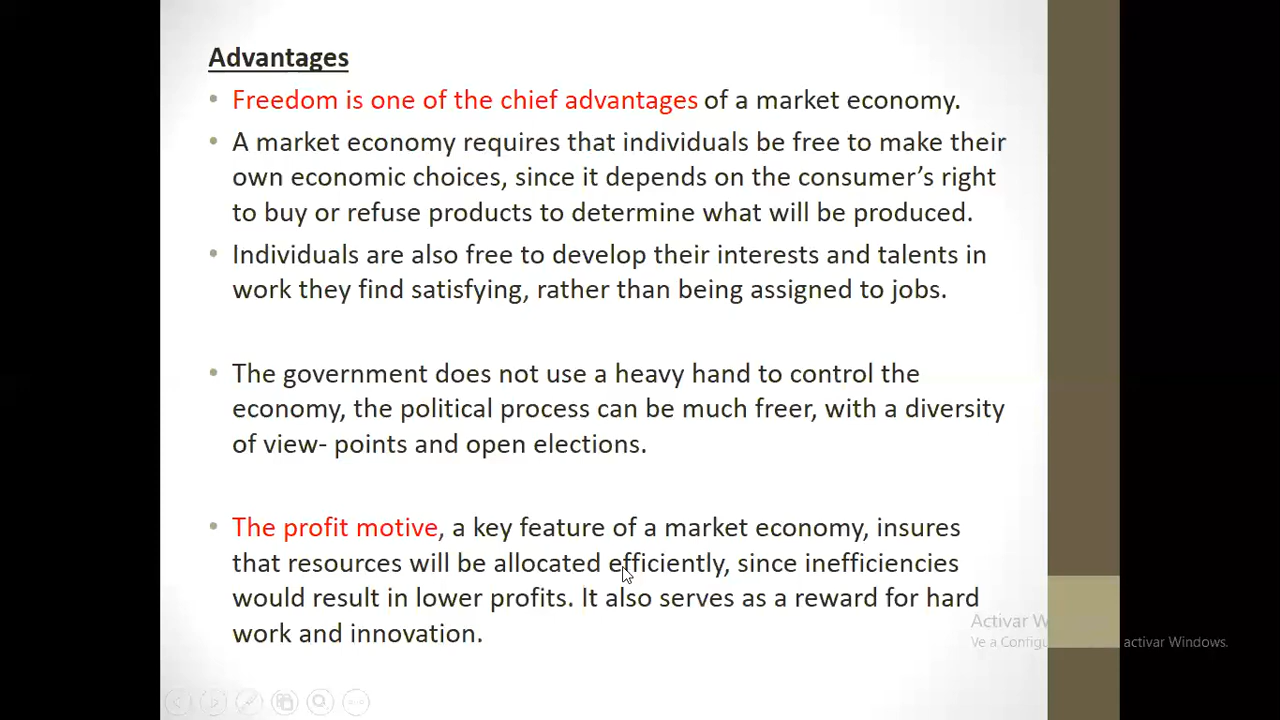 Advantages
• Freedom is one of the chief advantages of a market economy.
• A market economy requires that individuals be free to make their
own economic choices, since it depends on the consumer’s right
to buy or refuse products to determine what will be produced.
• Individuals are also free to develop their interests and talents in
work they find satisfying, rather than being assigned to jobs.
• The government does not use a heavy hand to control the
economy, the political process can be much freer, with a diversity
of view- points and open elections.
• The profit motive, a key feature of a market economy, insures
that resources will be allocated efficiently, since inefficiencies
would result in lower profits. It also serves as a reward for hard
work and innovation.
Activar W
Ve a Configu activar Windows.